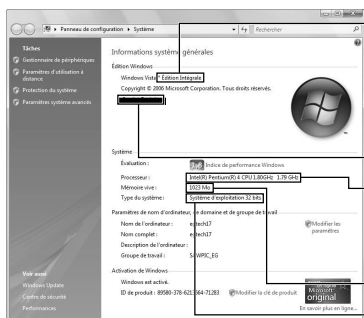 Panneau de configuration ▸ Système
Rechercher
Tâches
Gestionnaire de périphériques
Paramètres d'utilisation à
distance
Protection du système
Paramètres système avancés
Voir aussi
Windows Update
Centre de sécurité
Performances
Informations système générales
Édition Windows
Windows Vista™ Édition Intégrale
Copyright © 2006 Microsoft Corporation. Tous droits réservés.
Système
Évaluation :
Indice de performance Windows
Processeur : Intel(R) Pentium(R) 4 CPU 1.80GHz 1.79 GHz
Mémoire vive : 1023 Mo
Type du système : Système d'exploitation 32 bits
Paramètres de nom d'ordinateur, de domaine et de groupe de travail
Nom de l'ordinateur :
Modifier les
paramètres
Nom complet :
Description de l'ordinateur :
Groupe de travail :
Activation de Windows
Windows est activé.
ID de produit : 89580-378-
Modifier la clé de produit
Microsoft
original
En savoir plus en ligne...